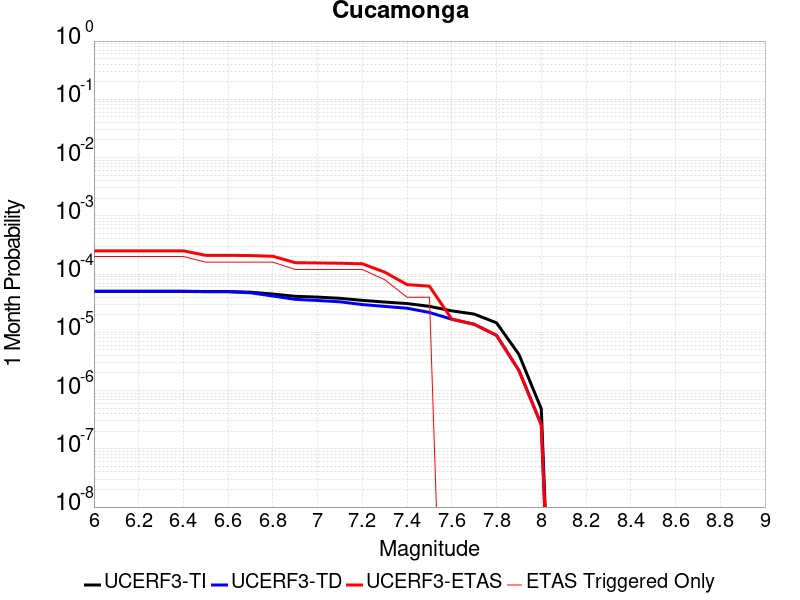 Cucamonga
1 Month Probability
10^0
10^-1
10^-2
10^-3
10^-4
10^-5
10^-6
10^-7
10^-8
6 6.2 6.4 6.6 6.8 7 7.2 7.4 7.6 7.8 8 8.2 8.4 8.6 8.8 9
Magnitude
UCERF3-TI UCERF3-TD UCERF3-ETAS ETAS Triggered Only